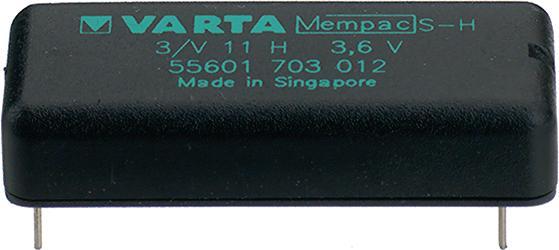 VARTA Mempac S-H
3/V 11 H 3,6 V
55601 703 012
Made in Singapore